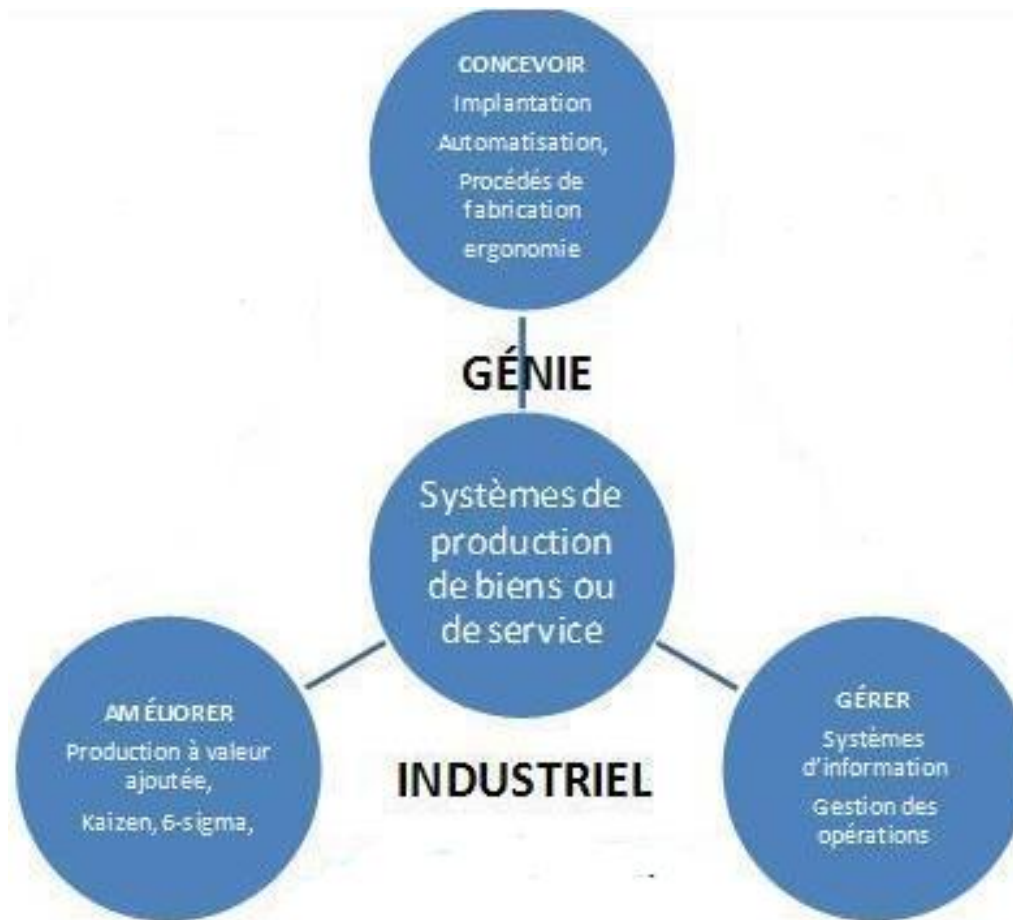 CONCEVOIR
Implantation
Automatisation,
Procédés de
fabrication
ergonomie
GÉNIE
Systèmes de
production
de biens ou
de service
AMÉLIORER
Production à valeur
ajoutée,
Kaizen, 6-sigma,
INDUSTRIEL
GÉRER
Systèmes
d'information
Gestion des
opérations